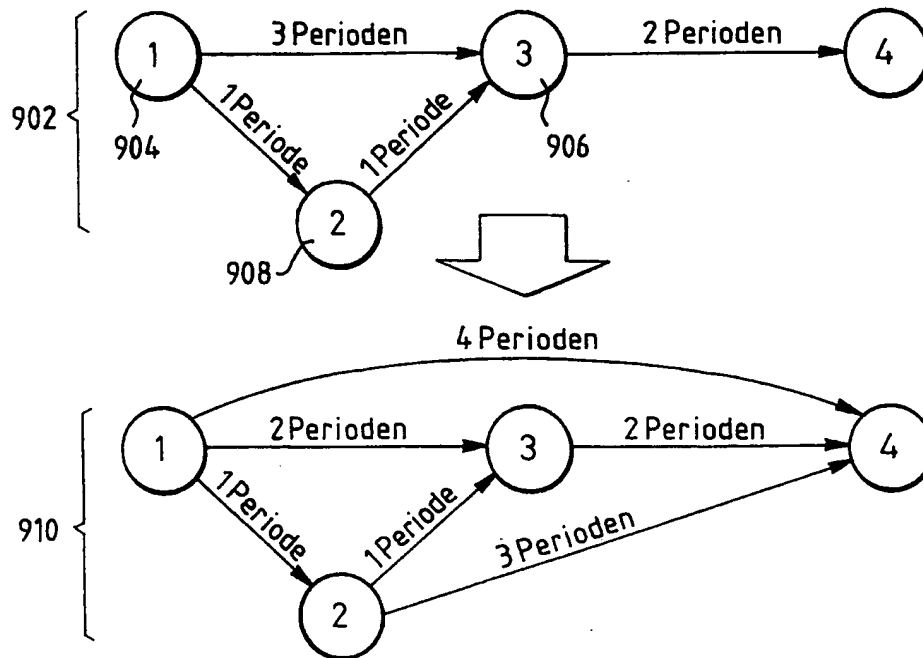 3 Perioden
2 Perioden
1
3
4
902
1 Periode
1 Periode
904
906
2
908
4 Perioden
1
2 Perioden
3
2 Perioden
4
910
1 Periode
1 Periode
3 Perioden
2